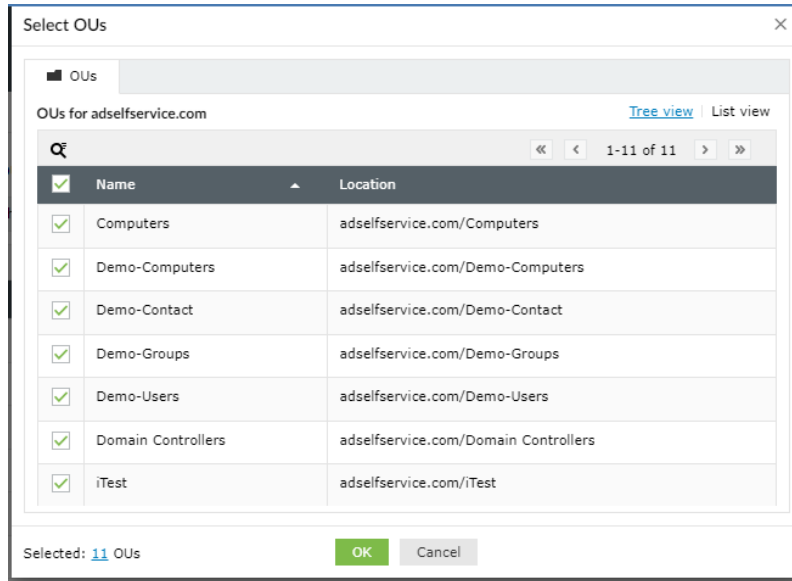 Select OUs
OUs
OUs for adselfservice.com Tree view List view
1-11 of 11
Name Location
Computers adselfservice.com/Computers
Demo-Computers adselfservice.com/Demo-Computers
Demo-Contact adselfservice.com/Demo-Contact
Demo-Groups adselfservice.com/Demo-Groups
Demo-Users adselfservice.com/Demo-Users
Domain Controllers adselfservice.com/Domain Controllers
iTest adselfservice.com/iTest
Selected: 11 OUs OK Cancel